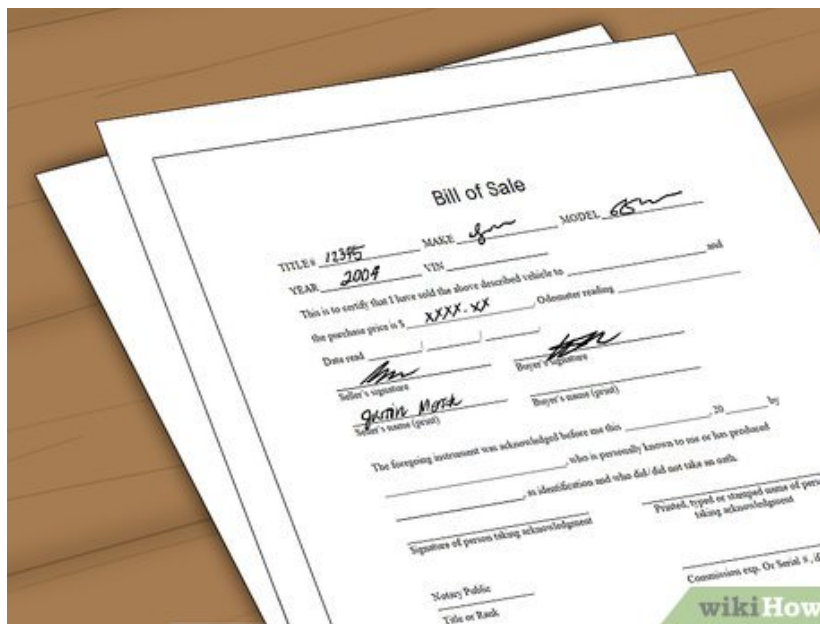 Bill of Sale
TITLE# 12345 MAKE MODEL
YEAR 2004 VIN
This is to certify that I have sold the above described vehicle to and
the purchase price is $ XXXX.XX , Odometer reading
Date read / / .
Seller's signature Buyer's signature
Seller's name (print) Buyer's name (print)
The foregoing instrument was acknowledged before me this , 20 by
, who is personally known to me or has produced
, as identification and who did/ did not take an oath.
Signature of person taking acknowledgment Printed, typed or stamped name of person
taking acknowledgment
Notary Public Commission exp. Or Serial #,
Title or Rank
wikiHow